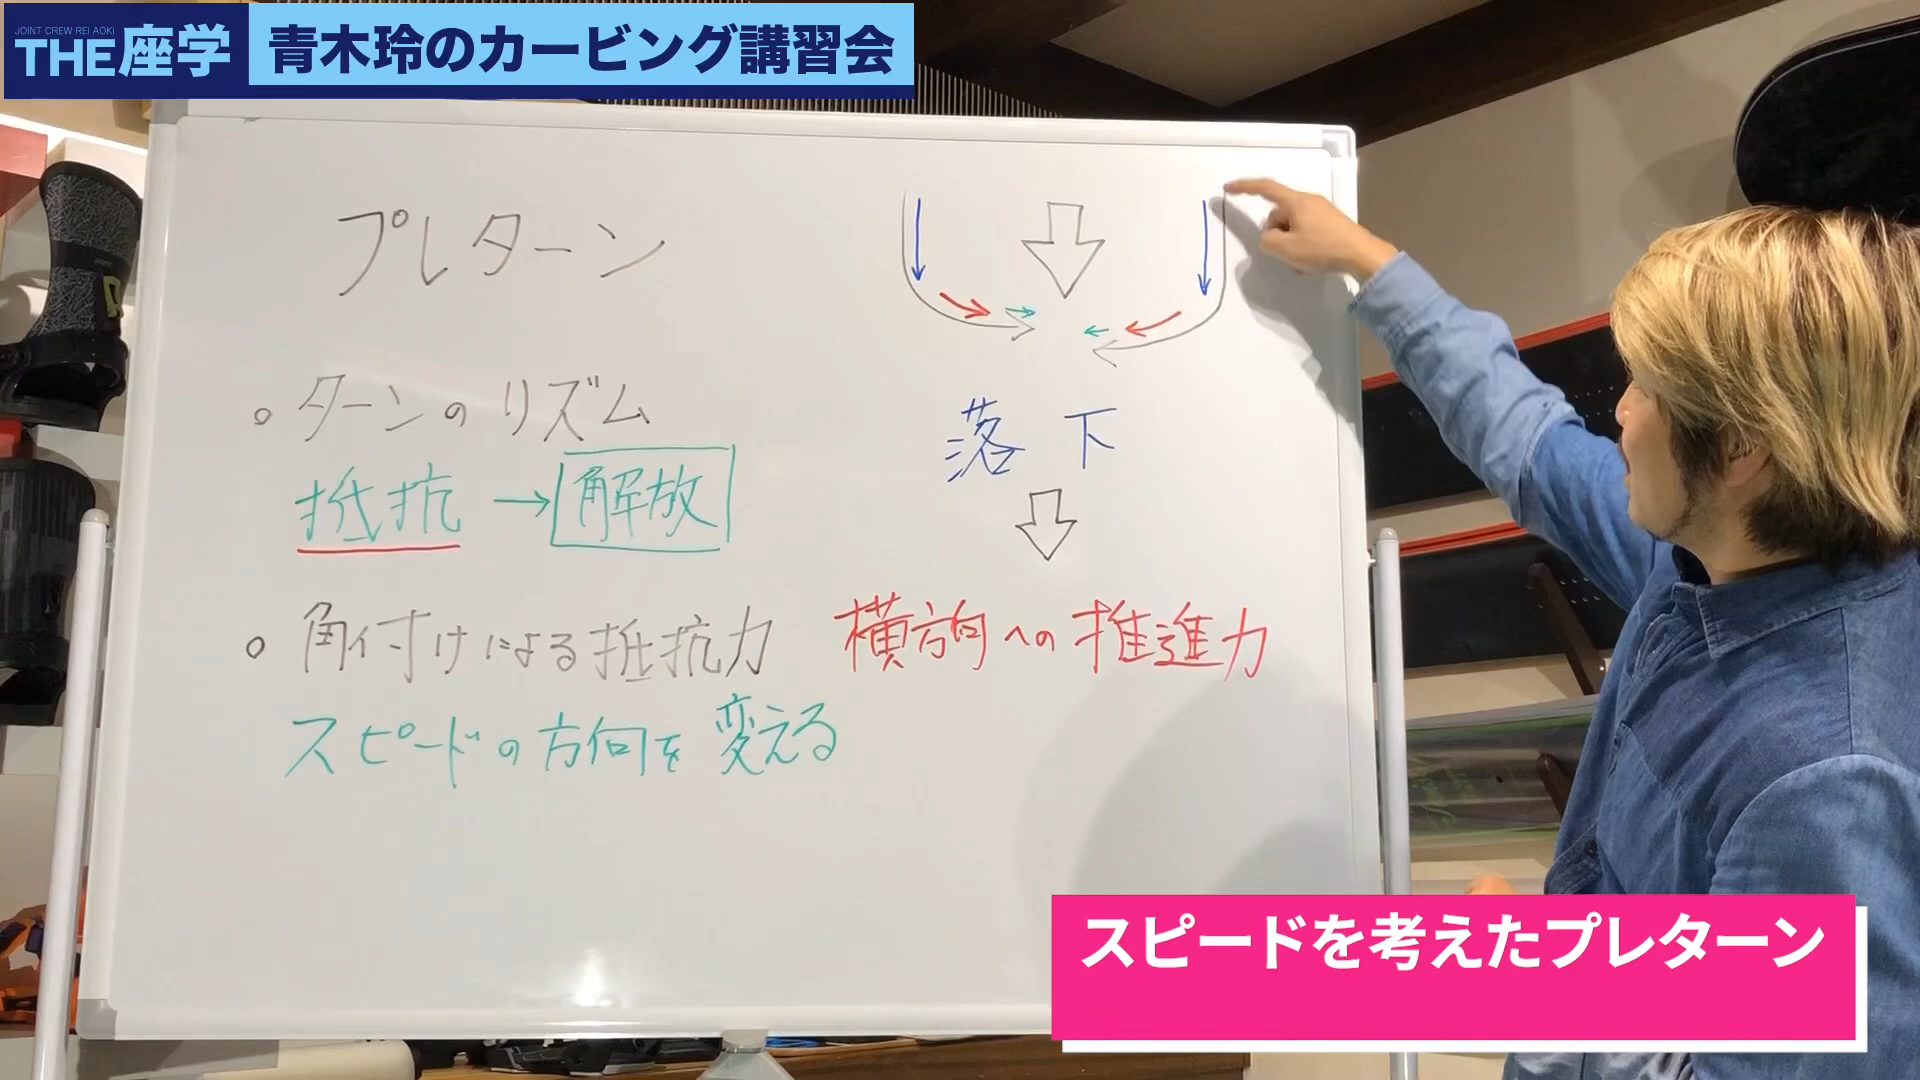 JOINT CREW REI AOKI
THE座学
青木玲のカービング講習会
プレターン
○ターンのリズム
抵抗→解放
○角付けによる抵抗力
スピードの方向を変える
落下
横方向への推進力
スピードを考えたプレターン